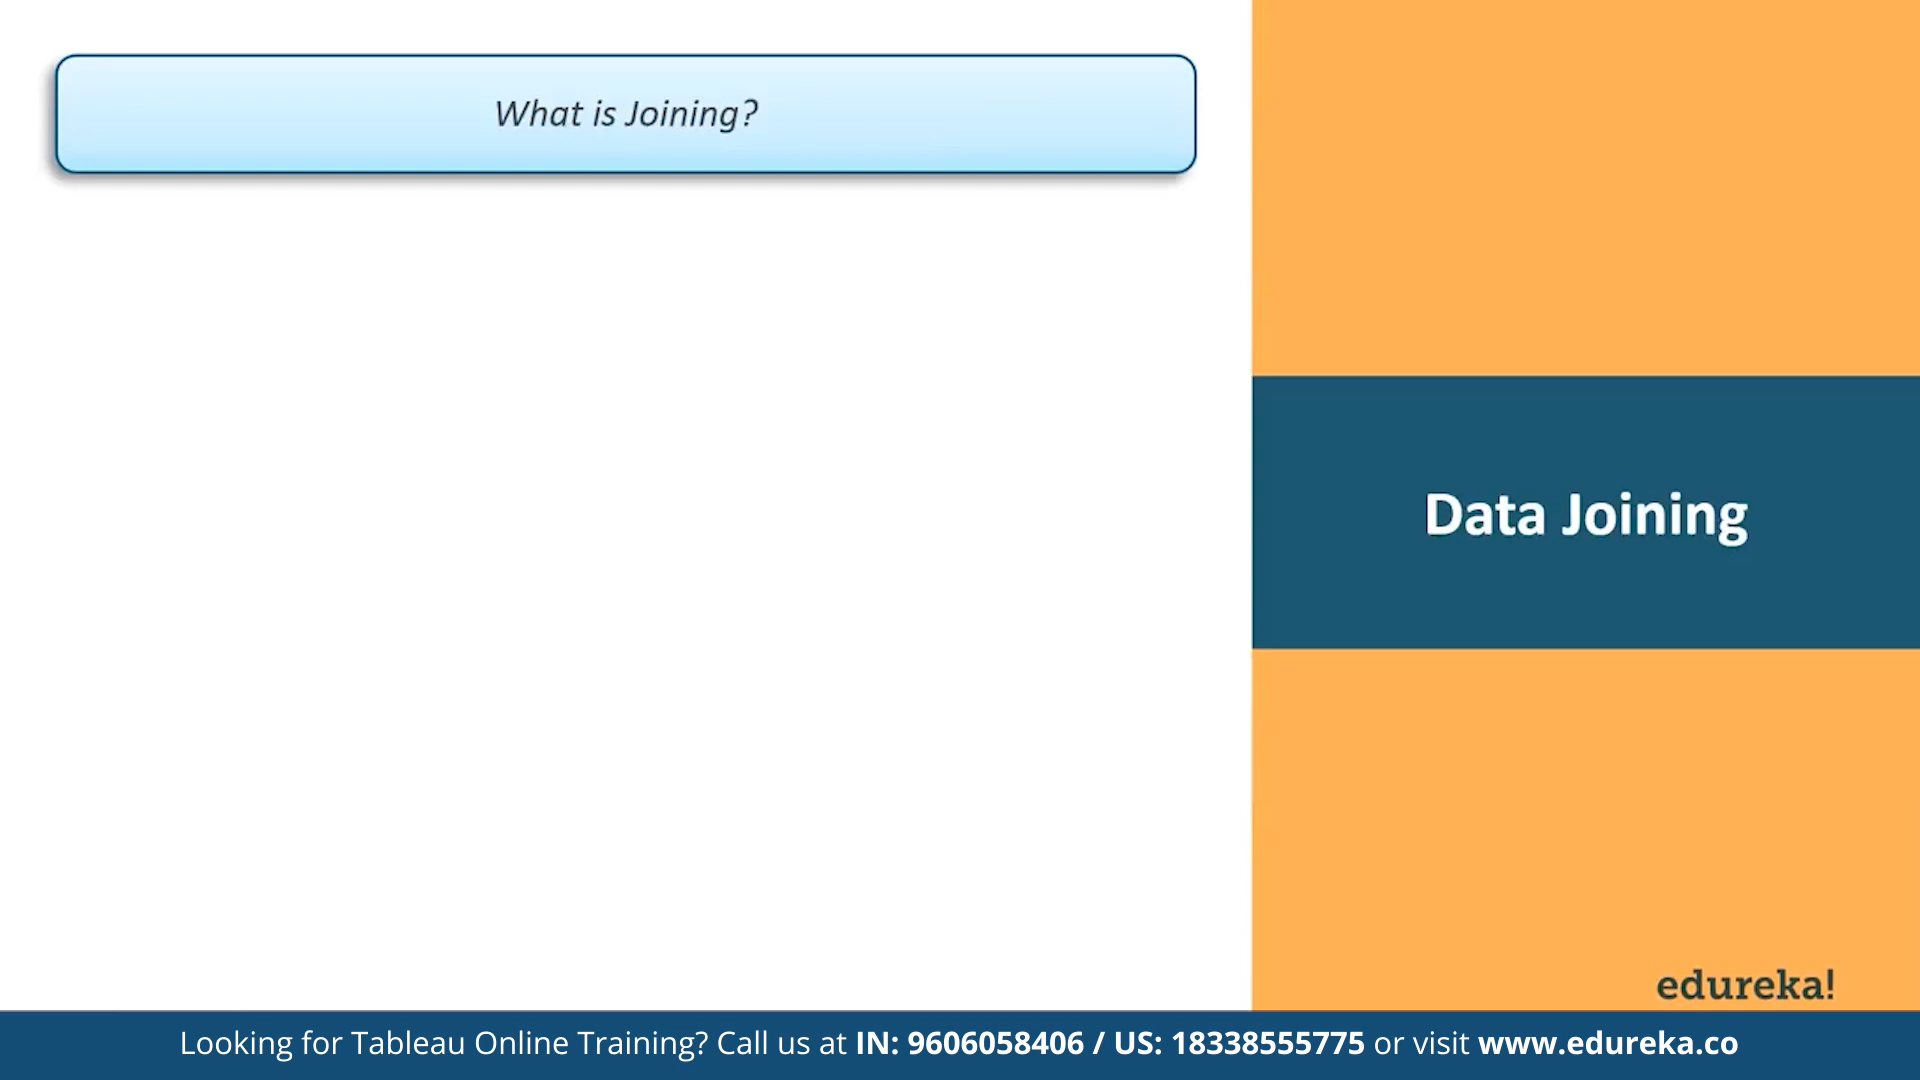 What is Joining?
Data Joining
edureka!
Looking for Tableau Online Training? Call us at IN: 9606058406 / US: 18338555775 or visit www.edureka.co